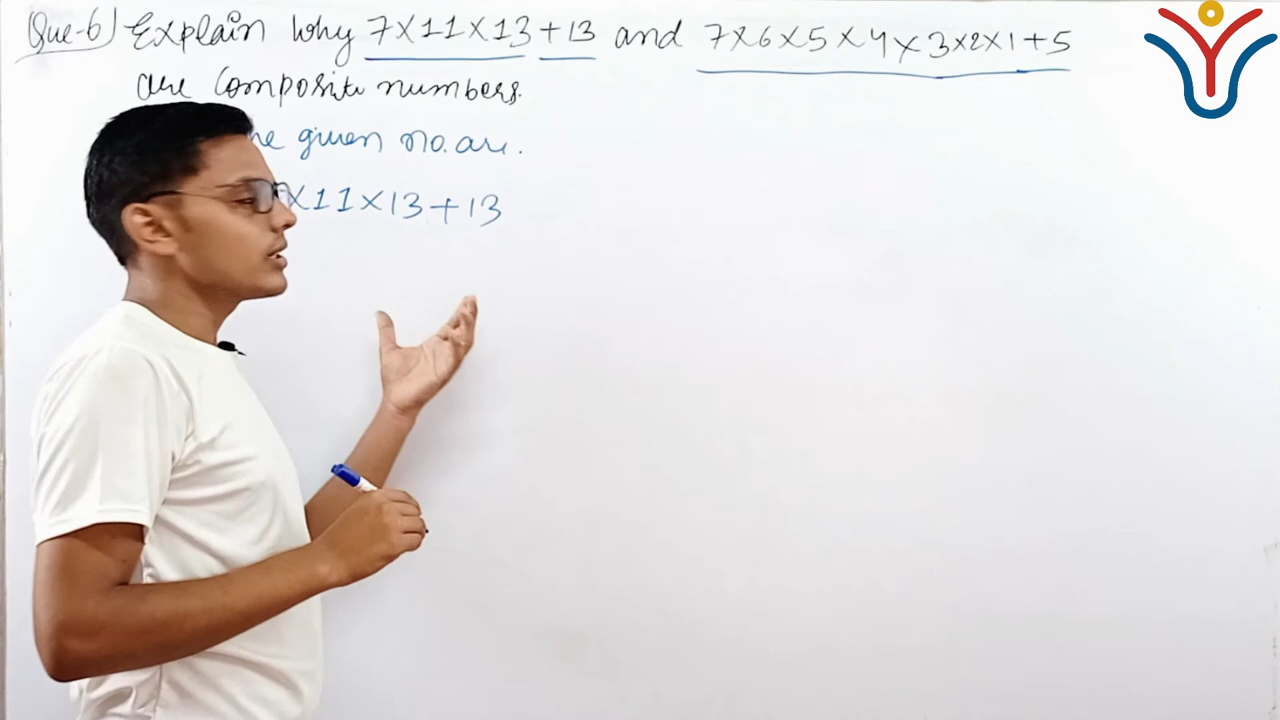 Que-6) Explain Why 7×11×13+13 and 7×6×5×4×3×2×1+5
are Composite numbers.
he given no. are.
×11×13+13